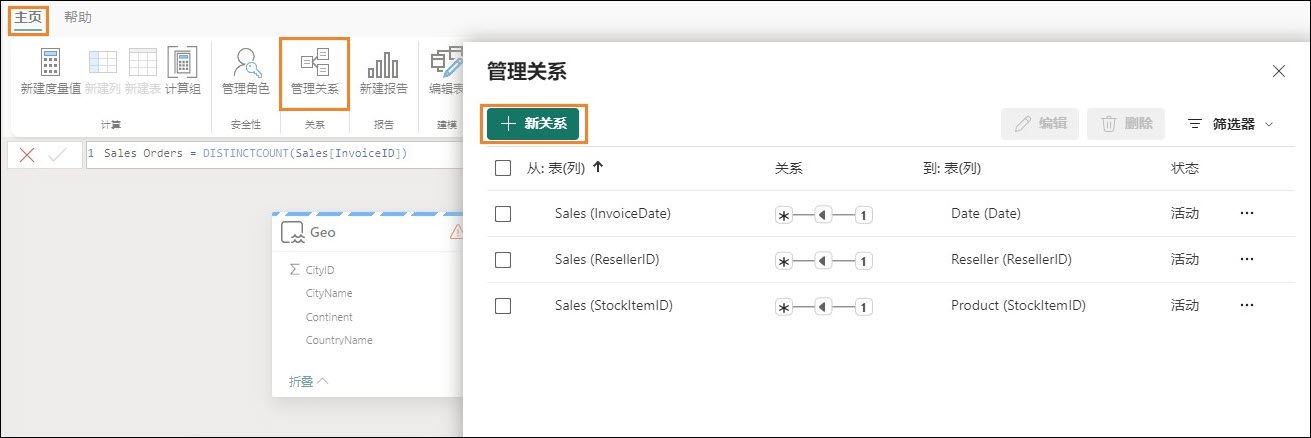 主页 帮助
新建度量值 新建列 新建表 计算组 管理角色 管理关系 新建报告 编辑表
计算 安全性 关系 报告 建模
1 Sales Orders = DISTINCTCOUNT(Sales[InvoiceID])
Geo
CityID
CityName
Continent
CountryName
折叠
管理关系
新关系 编辑 删除 筛选器
从: 表(列) 关系 到: 表(列) 状态
Sales (InvoiceDate) * 1 Date (Date) 活动
Sales (ResellerID) * 1 Reseller (ResellerID) 活动
Sales (StockItemID) * 1 Product (StockItemID) 活动